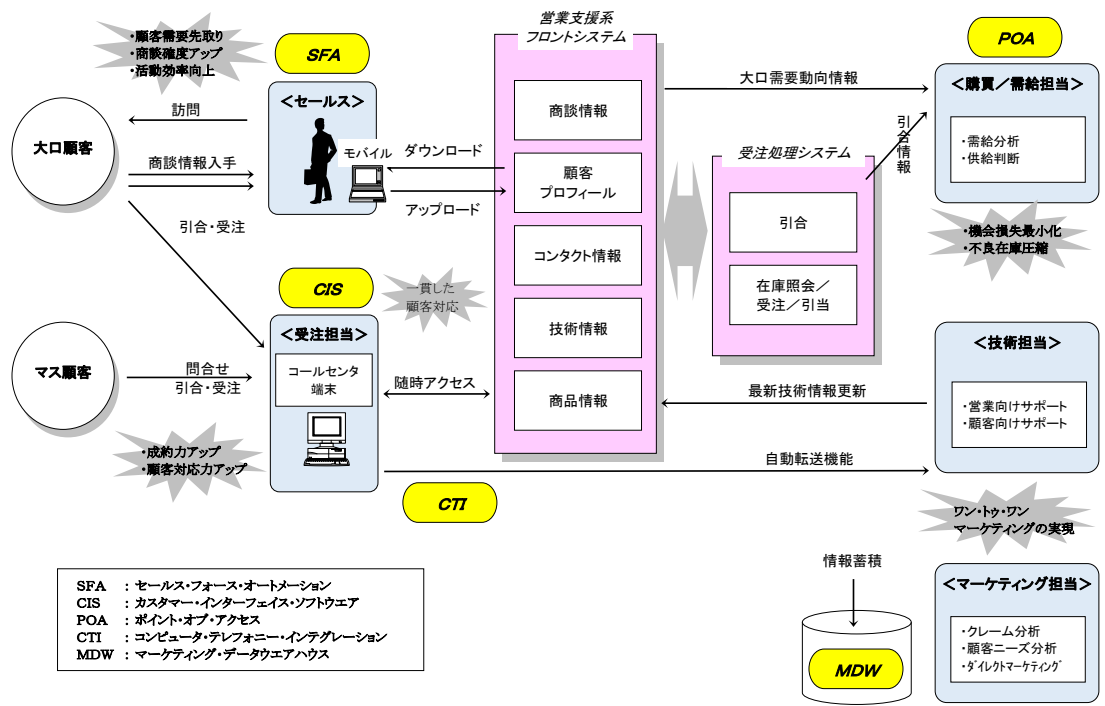 営業支援系
フロントシステム
・顧客需要先取り
・商談確度アップ
・活動効率向上
SFA
POA
<セールス>
訪問
大口顧客
商談情報入手
引合・受注
モバイル
ダウンロード
アップロード
商談情報
顧客
プロフィール
コンタクト情報
技術情報
商品情報
大口需要動向情報
引合情報
受注処理システム
引合
在庫照会/
受注/引当
<購買/需給担当>
・需給分析
・供給判断
・機会損失最小化
・不良在庫圧縮
CIS
一貫した
顧客対応
<受注担当>
コールセンタ
端末
マス顧客
問合せ
引合・受注
随時アクセス
・成約力アップ
・顧客対応力アップ
最新技術情報更新
<技術担当>
・営業向けサポート
・顧客向けサポート
自動転送機能
CTI
ワン・トゥ・ワン
マーケティングの実現
情報蓄積
MDW
<マーケティング担当>
・クレーム分析
・顧客ニーズ分析
・ダイレクトマーケティング
SFA :セールス・フォース・オートメーション
CIS :カスタマー・インターフェイス・ソフトウエア
POA :ポイント・オブ・アクセス
CTI :コンピュータ・テレフォニー・インテグレーション
MDW :マーケティング・データウエアハウス